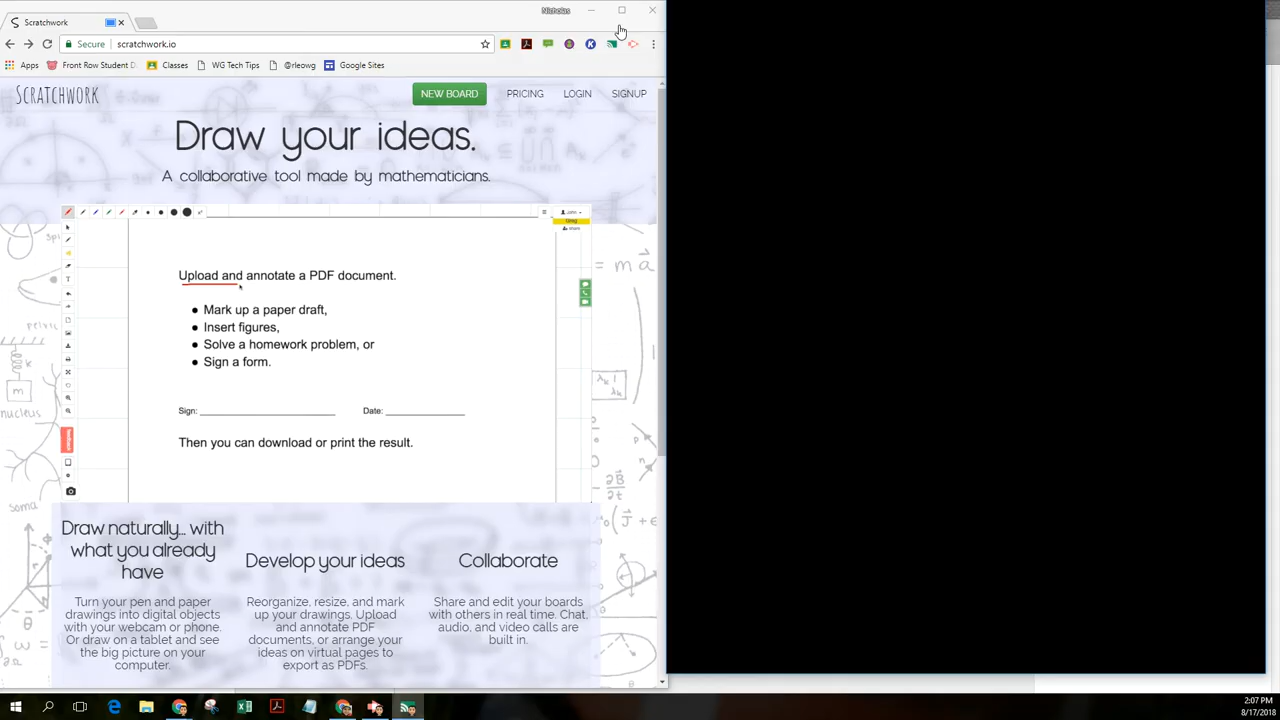 Nicholas
Scratchwork
Secure
scratchwork.io
Apps
Front Row Student D
Classes
WG Tech Tips
@rleowg
Google Sites
SCRATCHWORK
NEW BOARD
PRICING
LOGIN
SIGNUP
Draw your ideas.
A collaborative tool made by mathematicians.
John
Greg
share
Upload and annotate a PDF document.
● Mark up a paper draft,
● Insert figures,
● Solve a homework problem, or
● Sign a form.
Sign:
Date:
Then you can download or print the result.
= m a
nucleus
soma
Draw naturally... with
what you already
have
Turn your pen and paper
drawings into digital objects
with your webcam or phone.
Or draw on a tablet and see
the big picture on your
computer.
Develop your ideas
Reorganize, resize, and mark
up your drawings. Upload
and annotate PDF
documents, or arrange your
ideas on virtual pages to
export as PDFs.
Collaborate
Share and edit your boards
with others in real time. Chat,
audio, and video calls are
built in.
2:07 PM
8/17/2018